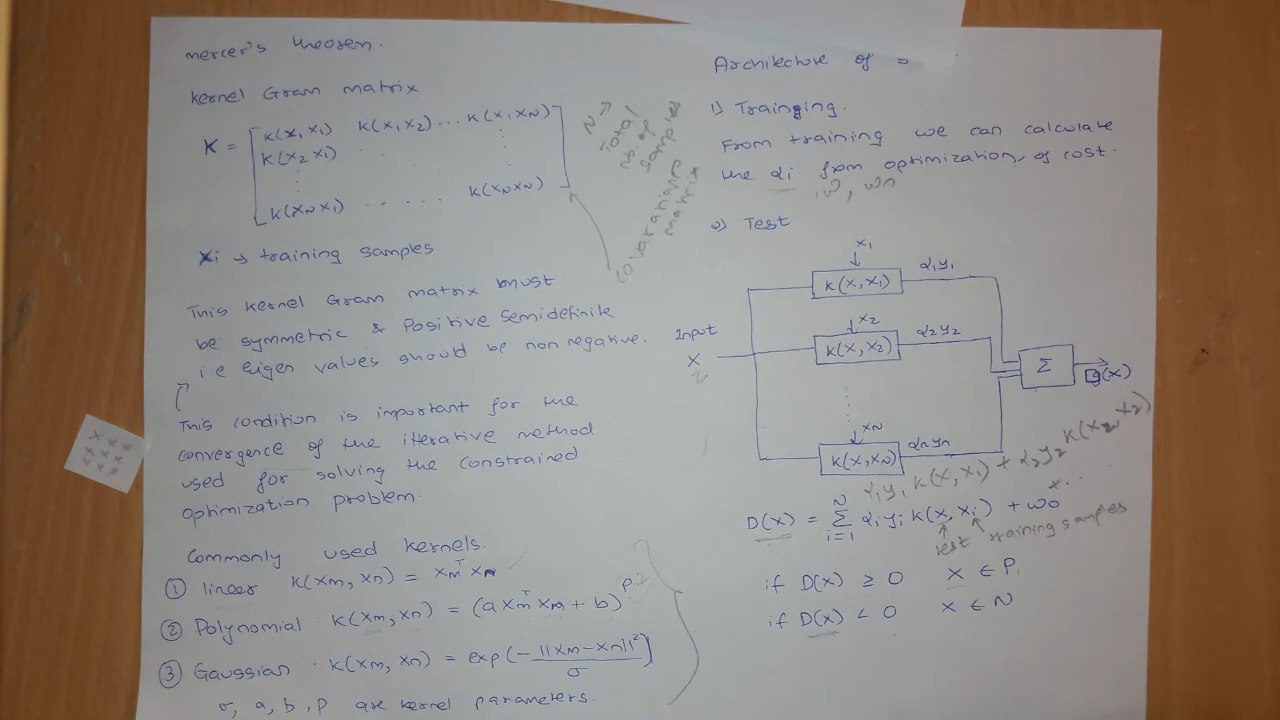 mercer's theorem.
Kernel Gram matrix
K = [ K(x, x₁) K(x₁ x₂) ... K(x₁ xN)
K(x₂ x₁) . . :
:
K(xN x₁) . . . . . . K(xN xN) ]
N → Total no. of samples
covariance matrix
xi → training samples
This kernel Gram matrix must
be symmetric & Positive Semidefinite
i e eigen values should be non negative.
This condition is important for the
convergence of the iterative method
used for solving the constrained
optimization problem.
Commonly used kernels.
① linear K(xm, xn) = xmᵀ xn
② Polynomial K(xm, xn) = (a xmᵀ xn + b)ᵖ
③ Gaussian. K(xm, xn) = exp(- ||xm - xn||² / σ)
σ, a, b, p are kernel parameters.
Architecture of
1) Training.
From training we can calculate
the αi from optimization of cost.
w, w₀
2) Test
x₁
K(x, x₁) α₁y₁
Input
x
x₂
K(x, x₂) α₂y₂
Σ
D(x)
xN
K(x, xN) αnyn
α₁y₁ K(x, x₁) + α₂y₂ K(x₂ x₂)
+ ...
D(x) = Σ i=1 N αi yi K(x, xi) + w₀
test training samples
if D(x) ≥ 0 x ∈ P.
if D(x) < 0 x ∈ N